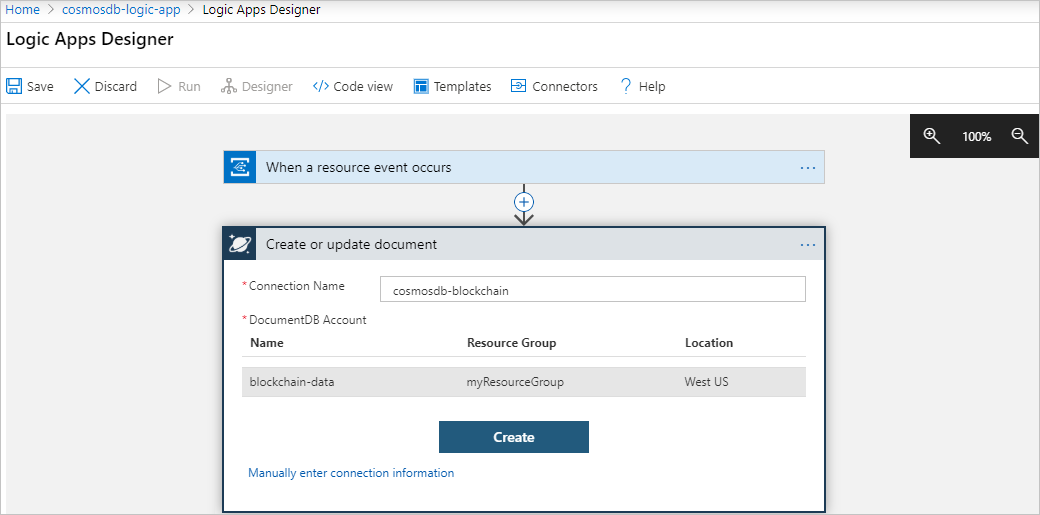 Home > cosmosdb-logic-app > Logic Apps Designer
Logic Apps Designer
Save Discard Run Designer </> Code view Templates Connectors ? Help
100%
When a resource event occurs ...
Create or update document ...
* Connection Name cosmosdb-blockchain
* DocumentDB Account
Name Resource Group Location
blockchain-data myResourceGroup West US
Create
Manually enter connection information